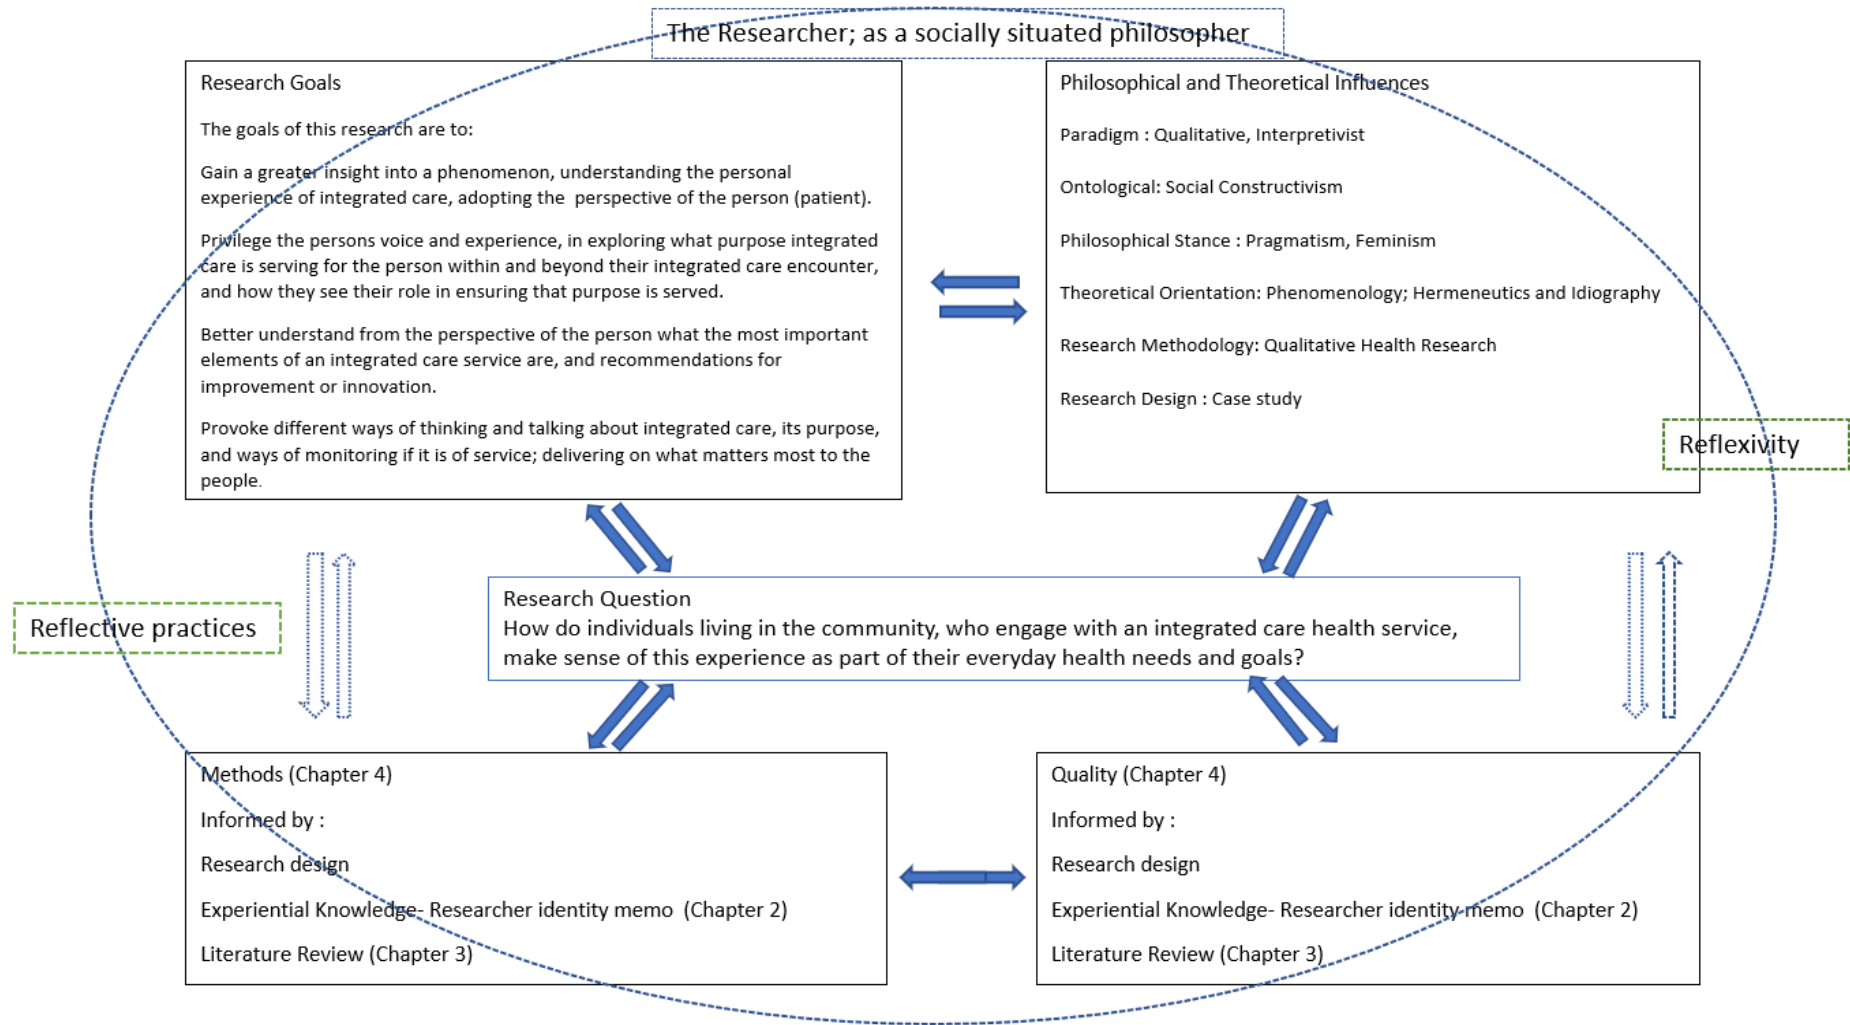 The Researcher; as a socially situated philosopher
Research Goals
The goals of this research are to:
Gain a greater insight into a phenomenon, understanding the personal
experience of integrated care, adopting the perspective of the person (patient).
Privilege the persons voice and experience, in exploring what purpose integrated
care is serving for the person within and beyond their integrated care encounter,
and how they see their role in ensuring that purpose is served.
Better understand from the perspective of the person what the most important
elements of an integrated care service are, and recommendations for
improvement or innovation.
Provoke different ways of thinking and talking about integrated care, its purpose,
and ways of monitoring if it is of service; delivering on what matters most to the
people.
Philosophical and Theoretical Influences
Paradigm : Qualitative, Interpretivist
Ontological: Social Constructivism
Philosophical Stance : Pragmatism, Feminism
Theoretical Orientation: Phenomenology; Hermeneutics and Idiography
Research Methodology: Qualitative Health Research
Research Design : Case study
Reflexivity
Reflective practices
Research Question
How do individuals living in the community, who engage with an integrated care health service,
make sense of this experience as part of their everyday health needs and goals?
Methods (Chapter 4)
Informed by :
Research design
Experiential Knowledge- Researcher identity memo (Chapter 2)
Literature Review (Chapter 3)
Quality (Chapter 4)
Informed by :
Research design
Experiential Knowledge- Researcher identity memo (Chapter 2)
Literature Review (Chapter 3)